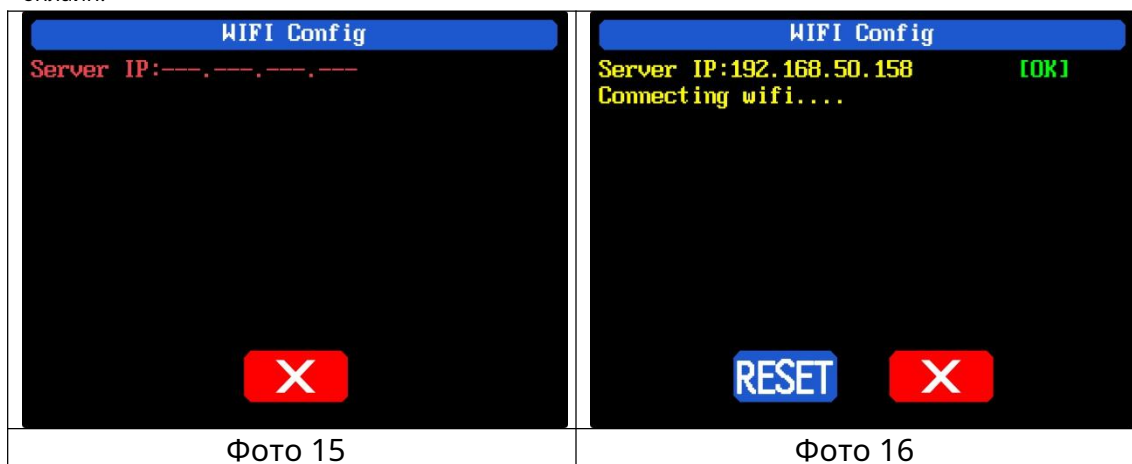 WIFI Config
Server IP:---.---.---.---
X
Фото 15
WIFI Config
Server IP:192.168.50.158 [OK]
Connecting wifi....
RESET X
Фото 16